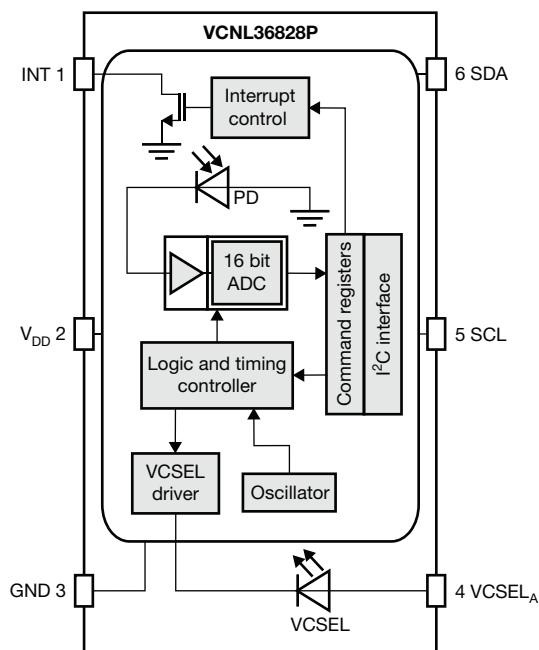 VCNL36828P
INT 1
6 SDA
Interrupt
control
PD
16 bit
ADC
Command registers
I²C interface
V_DD 2
5 SCL
Logic and timing
controller
VCSEL
driver
Oscillator
GND 3
4 VCSEL_A
VCSEL